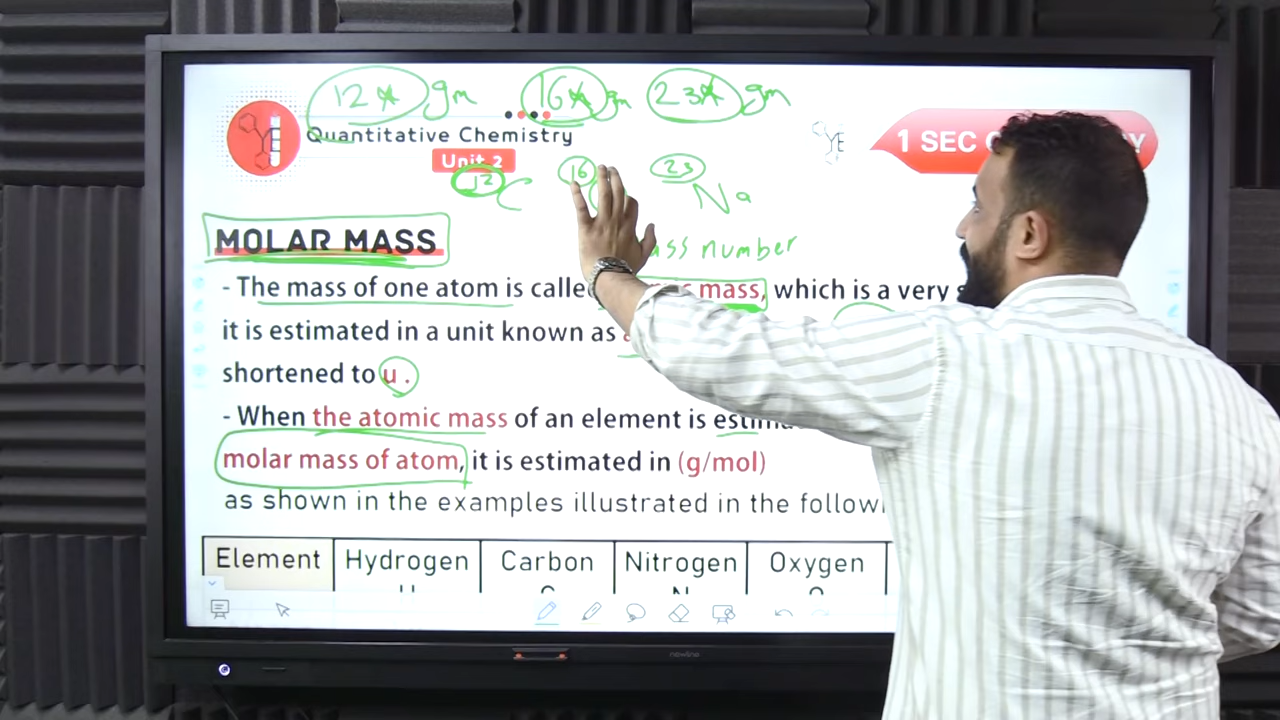 12 gm 16 gm 23 gm
Quantitative Chemistry
1 SEC C Y
YE
Unit 2
12 C 16 23 Na
MOLAR MASS
ass number
- The mass of one atom is calle mass, which is a very s
it is estimated in a unit known as
shortened to u .
- When the atomic mass of an element is estim
molar mass of atom, it is estimated in (g/mol)
as shown in the examples illustrated in the followi
Element Hydrogen Carbon Nitrogen Oxygen
newline